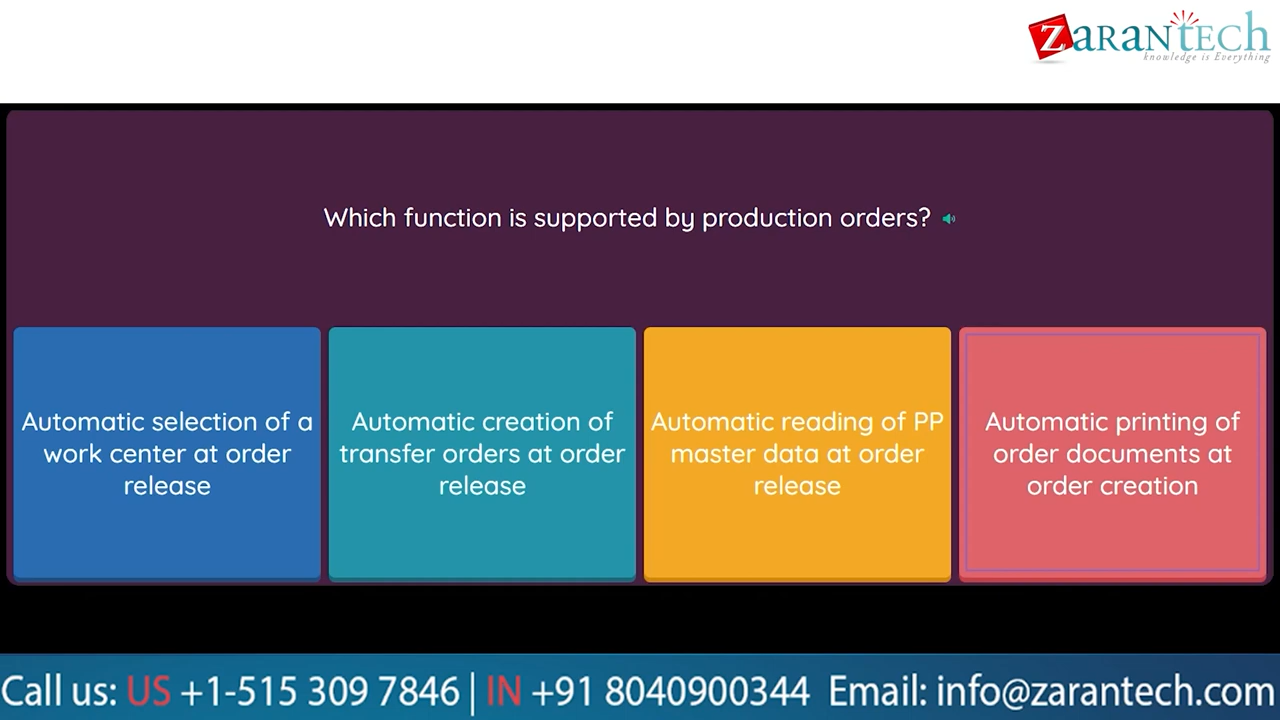 ZARANTECH
knowledge is Everything
Which function is supported by production orders?
Automatic selection of a
work center at order
release
Automatic creation of
transfer orders at order
release
Automatic reading of PP
master data at order
release
Automatic printing of
order documents at
order creation
Call us: US +1-515 309 7846 | IN +91 8040900344 Email: info@zarantech.com